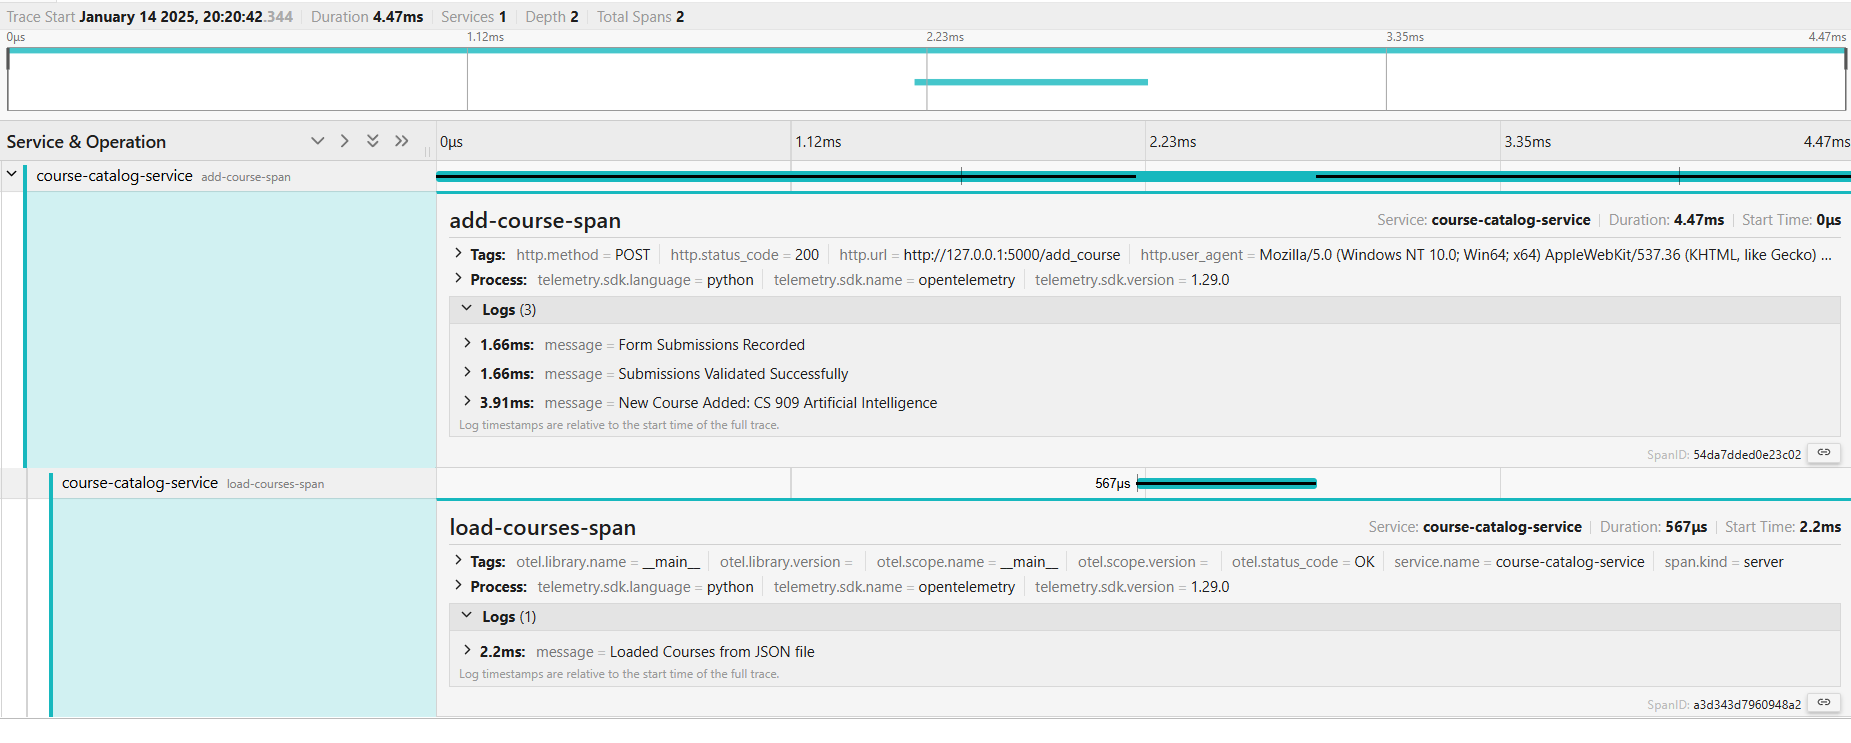 Trace Start January 14 2025, 20:20:42.344 Duration 4.47ms Services 1 Depth 2 Total Spans 2
0μs 1.12ms 2.23ms 3.35ms 4.47ms
Service & Operation 0μs 1.12ms 2.23ms 3.35ms 4.47ms
course-catalog-service add-course-span
add-course-span Service: course-catalog-service Duration: 4.47ms Start Time: 0μs
Tags: http.method = POST http.status_code = 200 http.url = http://127.0.0.1:5000/add_course http.user_agent = Mozilla/5.0 (Windows NT 10.0; Win64; x64) AppleWebKit/537.36 (KHTML, like Gecko) ...
Process: telemetry.sdk.language = python telemetry.sdk.name = opentelemetry telemetry.sdk.version = 1.29.0
Logs (3)
1.66ms: message = Form Submissions Recorded
1.66ms: message = Submissions Validated Successfully
3.91ms: message = New Course Added: CS 909 Artificial Intelligence
Log timestamps are relative to the start time of the full trace.
SpanID: 54da7dded0e23c02
course-catalog-service load-courses-span 567μs
load-courses-span Service: course-catalog-service Duration: 567μs Start Time: 2.2ms
Tags: otel.library.name = __main__ otel.library.version = otel.scope.name = __main__ otel.scope.version = otel.status_code = OK service.name = course-catalog-service span.kind = server
Process: telemetry.sdk.language = python telemetry.sdk.name = opentelemetry telemetry.sdk.version = 1.29.0
Logs (1)
2.2ms: message = Loaded Courses from JSON file
Log timestamps are relative to the start time of the full trace.
SpanID: a3d343d7960948a2